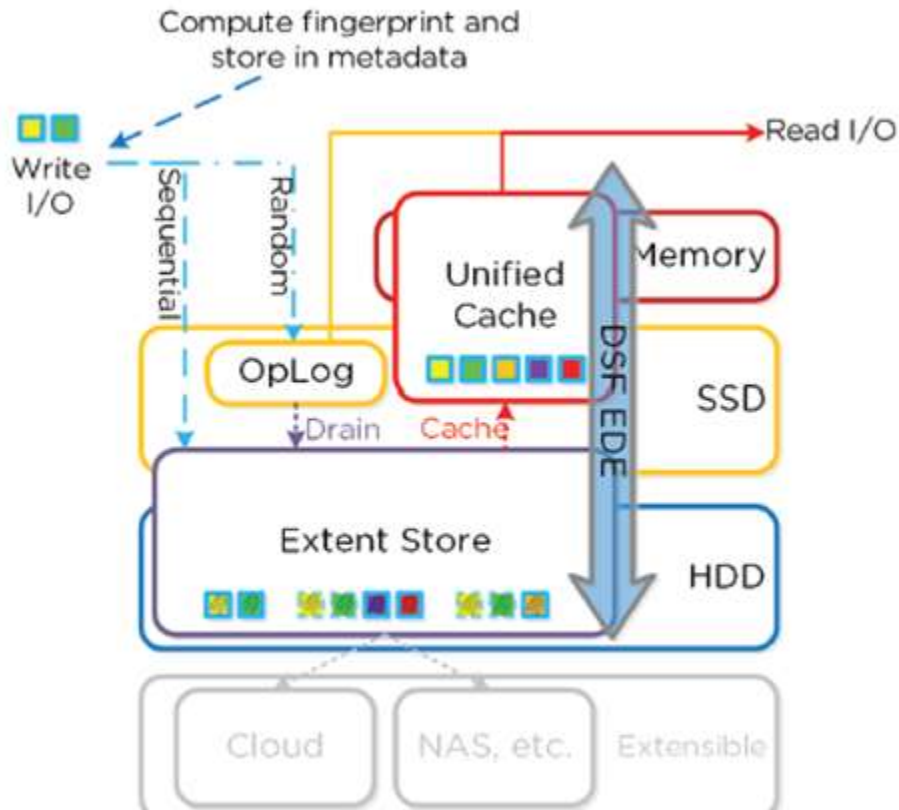 Compute fingerprint and
store in metadata
Read I/O
Write
I/O
Sequential
Random
Unified
Cache
Memory
OpLog
SSD
DSF EDE
Drain
Cache
Extent Store
HDD
Cloud
NAS, etc.
Extensible